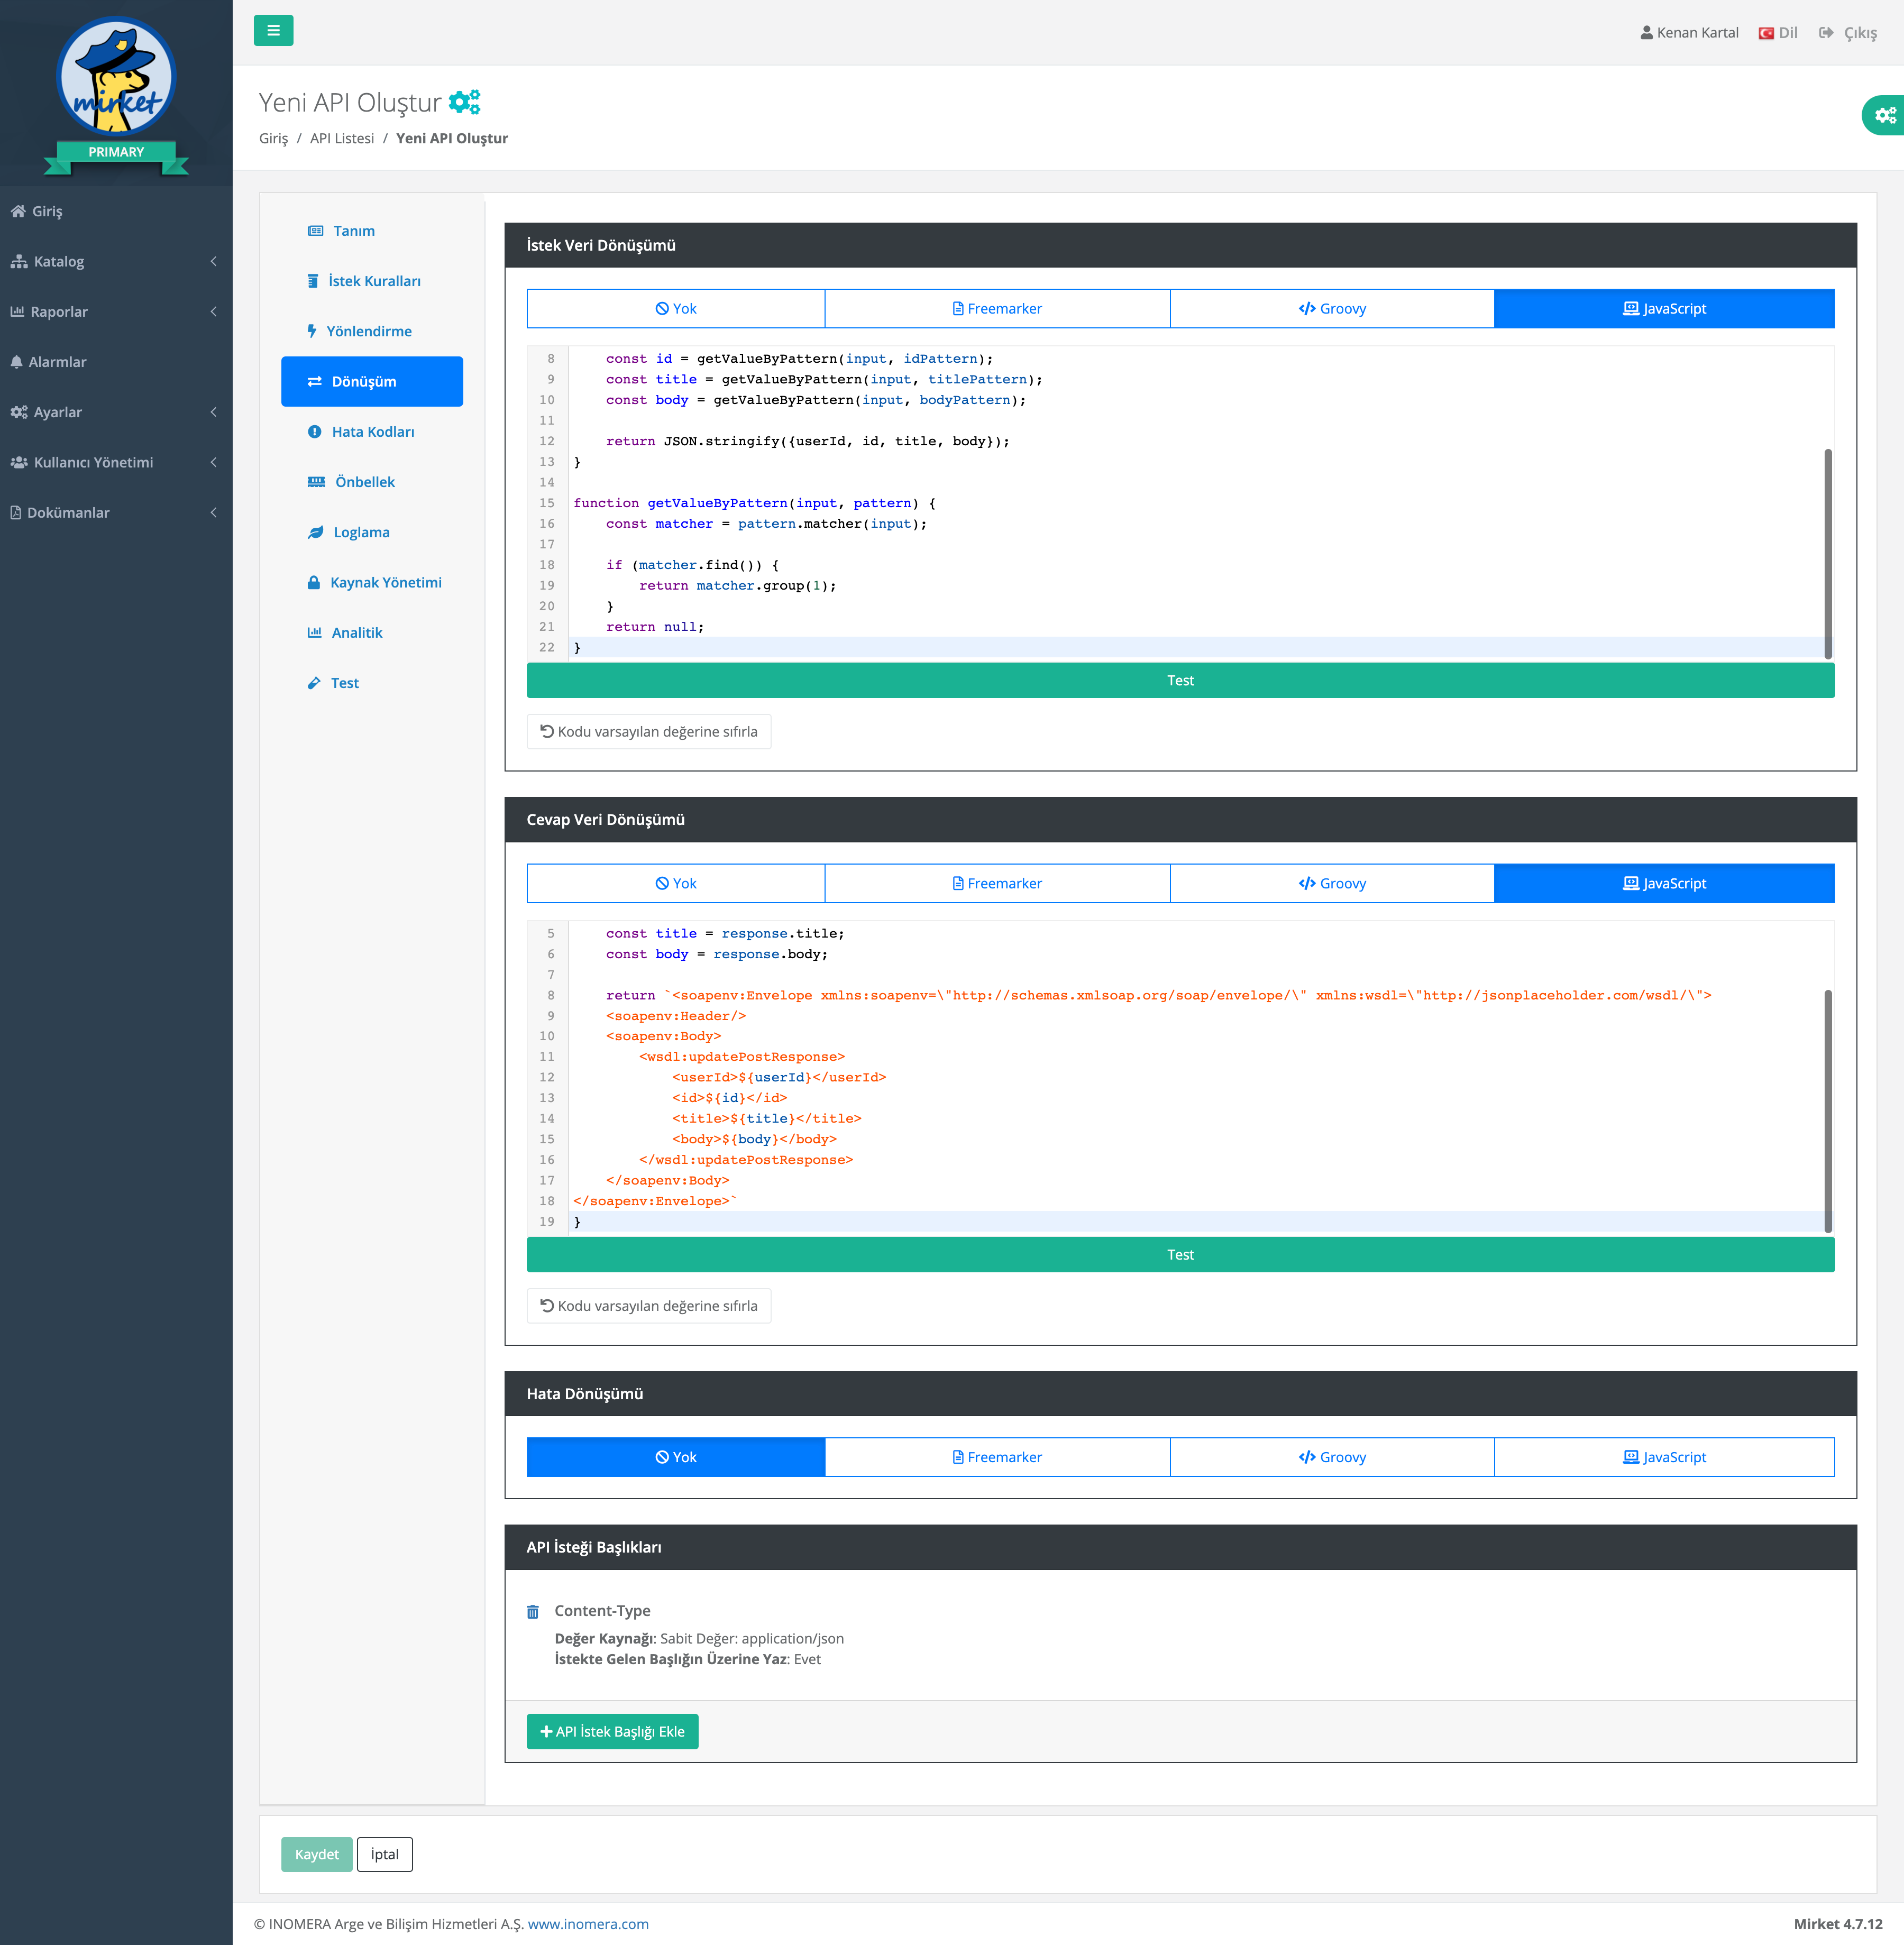 mirket
PRIMARY
Kenan Kartal
Dil
Çıkış
Giriş
Katalog
Raporlar
Alarmlar
Ayarlar
Kullanıcı Yönetimi
Dokümanlar
Yeni API Oluştur
Giriş / API Listesi / Yeni API Oluştur
Tanım
İstek Kuralları
Yönlendirme
Dönüşüm
Hata Kodları
Önbellek
Loglama
Kaynak Yönetimi
Analitik
Test
İstek Veri Dönüşümü
Yok
Freemarker
Groovy
JavaScript
8 const id = getValueByPattern(input, idPattern);
9 const title = getValueByPattern(input, titlePattern);
10 const body = getValueByPattern(input, bodyPattern);
11
12 return JSON.stringify({userId, id, title, body});
13 }
14
15 function getValueByPattern(input, pattern) {
16 const matcher = pattern.matcher(input);
17
18 if (matcher.find()) {
19 return matcher.group(1);
20 }
21 return null;
22 }
Test
Kodu varsayılan değerine sıfırla
Cevap Veri Dönüşümü
Yok
Freemarker
Groovy
JavaScript
5 const title = response.title;
6 const body = response.body;
7
8 return `<soapenv:Envelope xmlns:soapenv=\"http://schemas.xmlsoap.org/soap/envelope/\" xmlns:wsdl=\"http://jsonplaceholder.com/wsdl/\">
9 <soapenv:Header/>
10 <soapenv:Body>
11 <wsdl:updatePostResponse>
12 <userId>${userId}</userId>
13 <id>${id}</id>
14 <title>${title}</title>
15 <body>${body}</body>
16 </wsdl:updatePostResponse>
17 </soapenv:Body>
18 </soapenv:Envelope>`
19 }
Test
Kodu varsayılan değerine sıfırla
Hata Dönüşümü
Yok
Freemarker
Groovy
JavaScript
API İsteği Başlıkları
Content-Type
Değer Kaynağı: Sabit Değer: application/json
İstekte Gelen Başlığın Üzerine Yaz: Evet
API İstek Başlığı Ekle
Kaydet
İptal
© INOMERA Arge ve Bilişim Hizmetleri A.Ş. www.inomera.com
Mirket 4.7.12